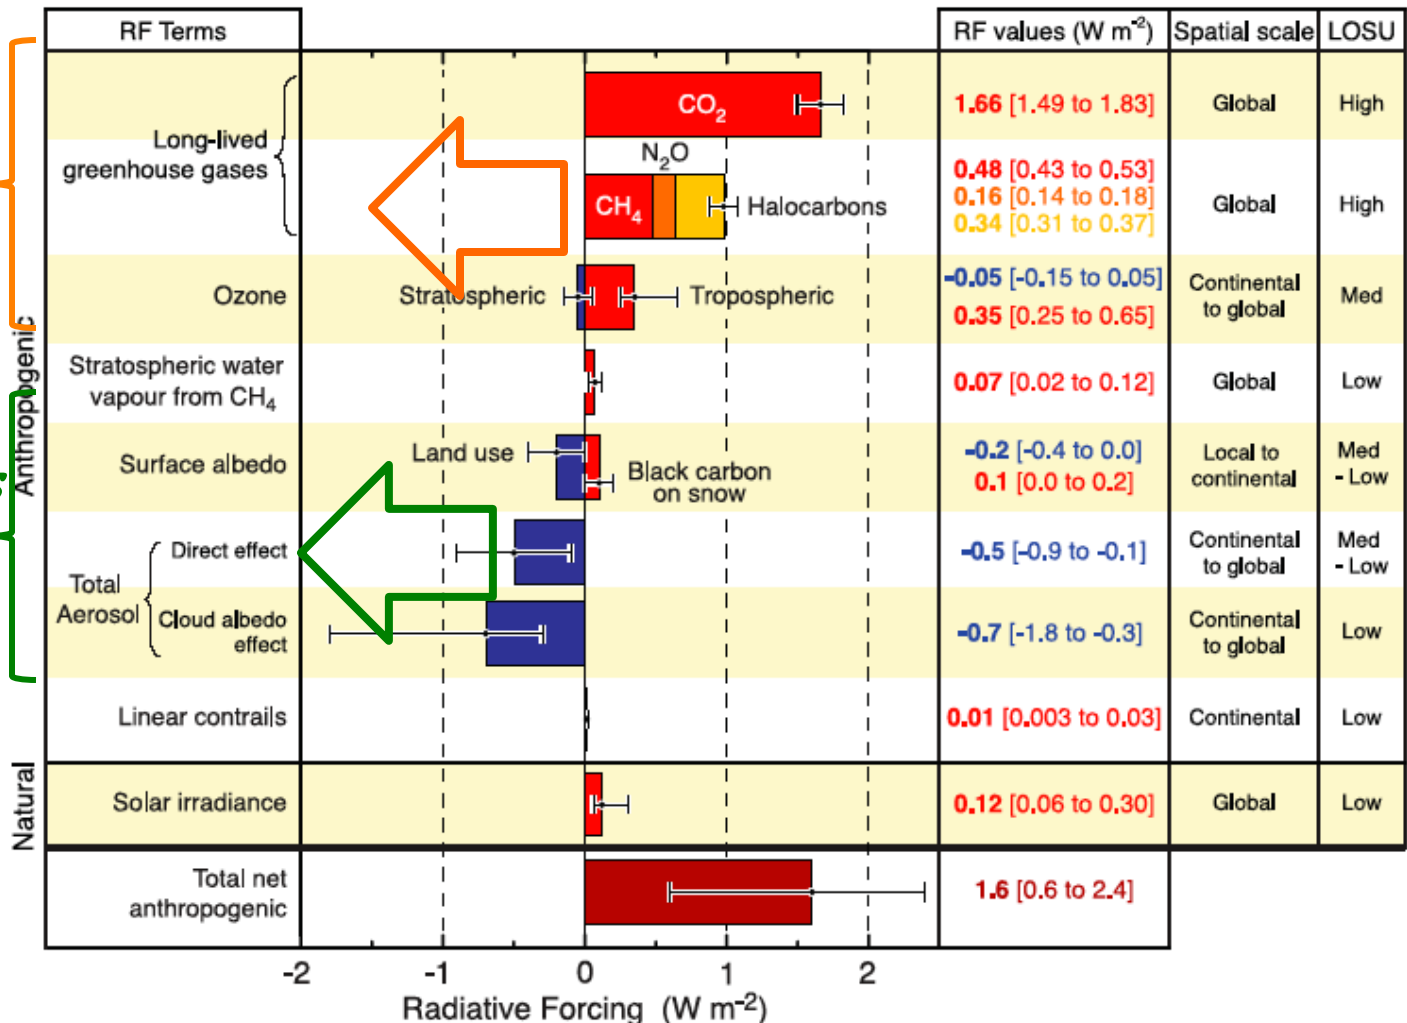 RF Terms
RF values (W m⁻²)
Spatial scale
LOSU
Anthropogenic
Long-lived
greenhouse gases
CO₂
1.66 [1.49 to 1.83]
Global
High
N₂O
CH₄
Halocarbons
0.48 [0.43 to 0.53]
0.16 [0.14 to 0.18]
0.34 [0.31 to 0.37]
Global
High
Ozone
Stratospheric
Tropospheric
-0.05 [-0.15 to 0.05]
0.35 [0.25 to 0.65]
Continental
to global
Med
Stratospheric water
vapour from CH₄
0.07 [0.02 to 0.12]
Global
Low
Surface albedo
Land use
Black carbon
on snow
-0.2 [-0.4 to 0.0]
0.1 [0.0 to 0.2]
Local to
continental
Med
- Low
Total
Aerosol
Direct effect
-0.5 [-0.9 to -0.1]
Continental
to global
Med
- Low
Cloud albedo
effect
-0.7 [-1.8 to -0.3]
Continental
to global
Low
Linear contrails
0.01 [0.003 to 0.03]
Continental
Low
Natural
Solar irradiance
0.12 [0.06 to 0.30]
Global
Low
Total net
anthropogenic
1.6 [0.6 to 2.4]
-2 -1 0 1 2
Radiative Forcing (W m⁻²)